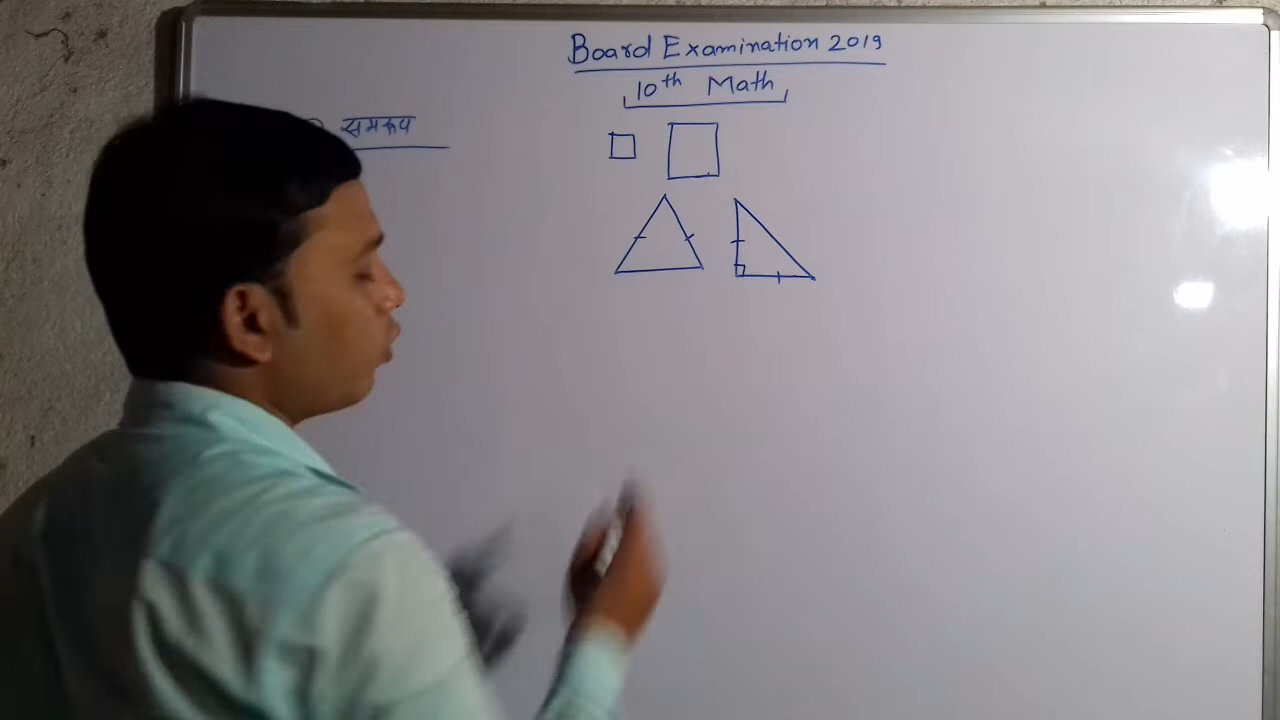 Board Examination 2019
10th Math
समरूप